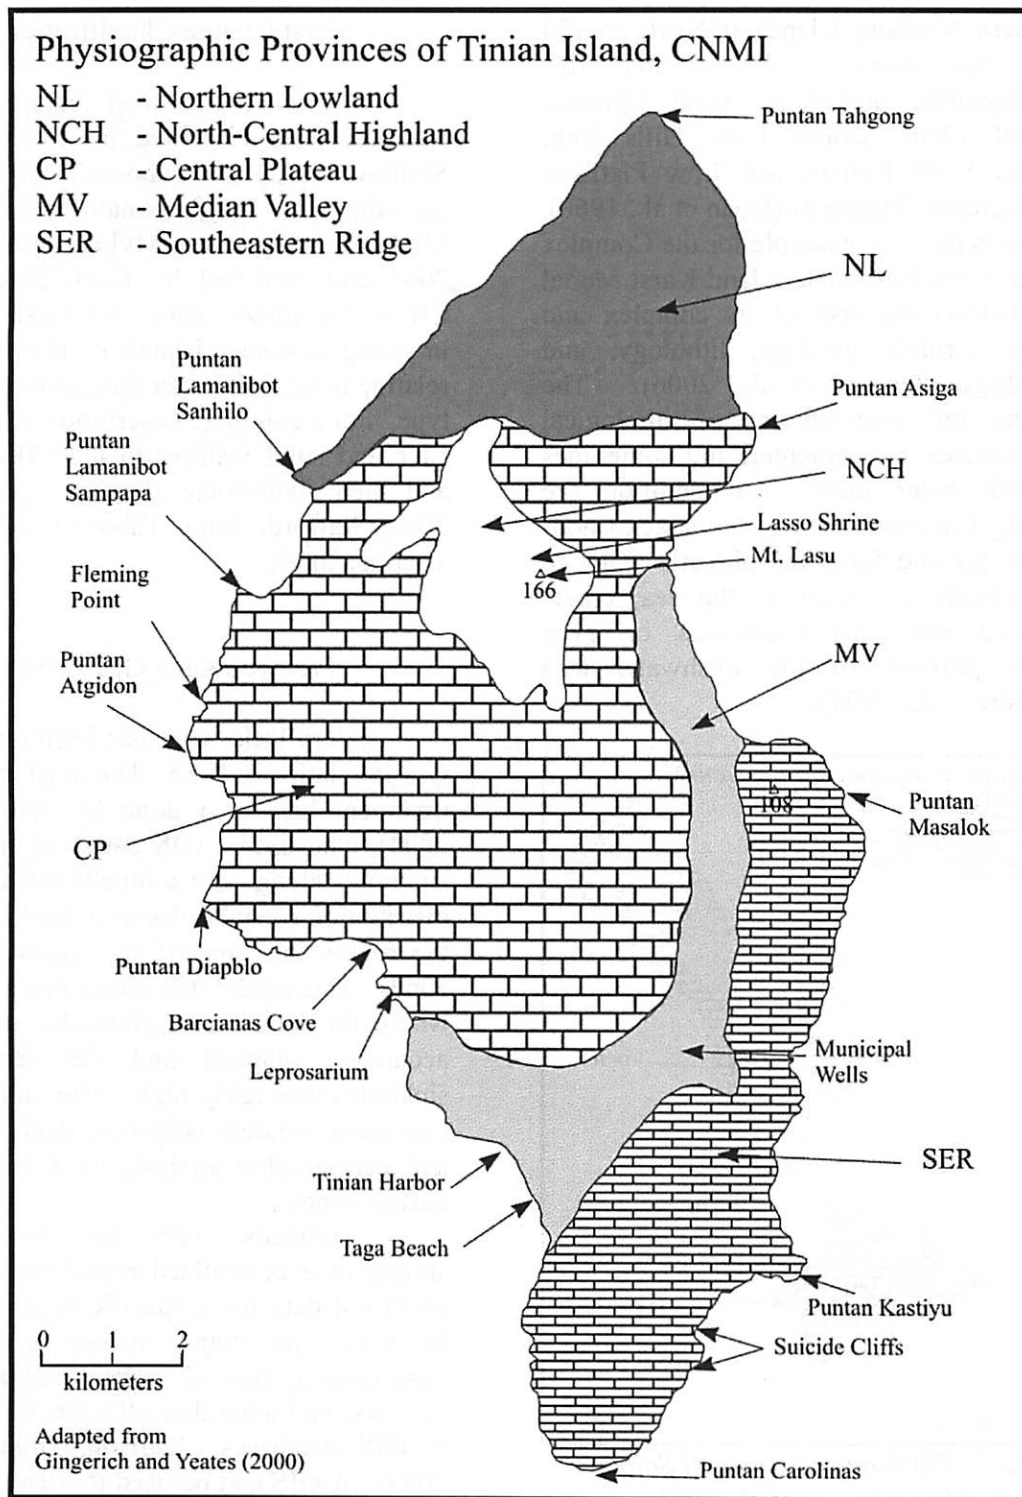 Physiographic Provinces of Tinian Island, CNMI
NL - Northern Lowland
NCH - North-Central Highland
CP - Central Plateau
MV - Median Valley
SER - Southeastern Ridge
Puntan Tahgong
NL
Puntan
Lamanibot
Sanhilo
Puntan Asiga
Puntan
Lamanibot
Sampapa
NCH
Lasso Shrine
Mt. Lasu
166
Fleming
Point
MV
Puntan
Atgidon
108
Puntan
Masalok
CP
Puntan Diapblo
Barcianas Cove
Leprosarium
Municipal
Wells
SER
Tinian Harbor
Taga Beach
Puntan Kastiyu
Suicide Cliffs
0 1 2
kilometers
Adapted from
Gingerich and Yeates (2000)
Puntan Carolinas